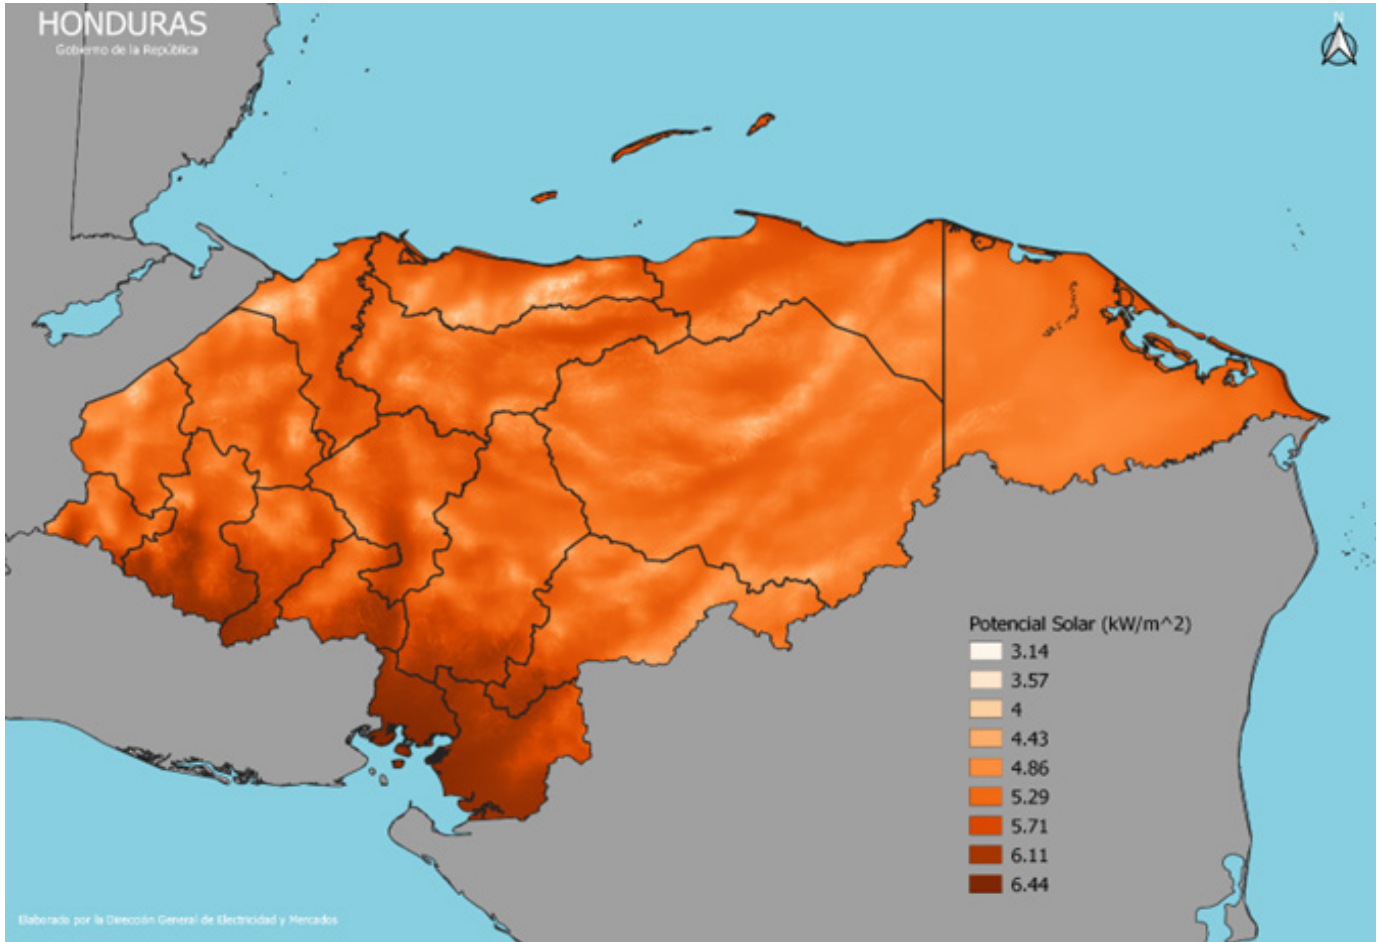 HONDURAS
Gobierno de la República
N
Potencial Solar (kW/m^2)
3.14
3.57
4
4.43
4.86
5.29
5.71
6.11
6.44
Elaborado por la Dirección General de Electricidad y Mercados